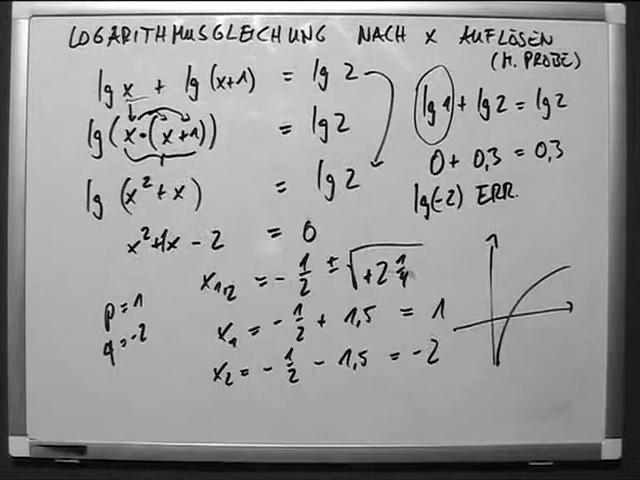 LOGARITHMUSGLEICHUNG NACH x AUFLÖSEN
(M. PROBE)
lg x + lg (x+1) = lg 2
lg (x • (x+1)) = lg 2
lg (x² + x) = lg 2
x² + 1x - 2 = 0
x₁,₂ = - 1/2 ± √+2 1/4
p = 1
q = -2
x₁ = - 1/2 + 1,5 = 1
x₂ = - 1/2 - 1,5 = -2
lg 1 + lg 2 = lg 2
0 + 0,3 = 0,3
lg(-2) ERR.